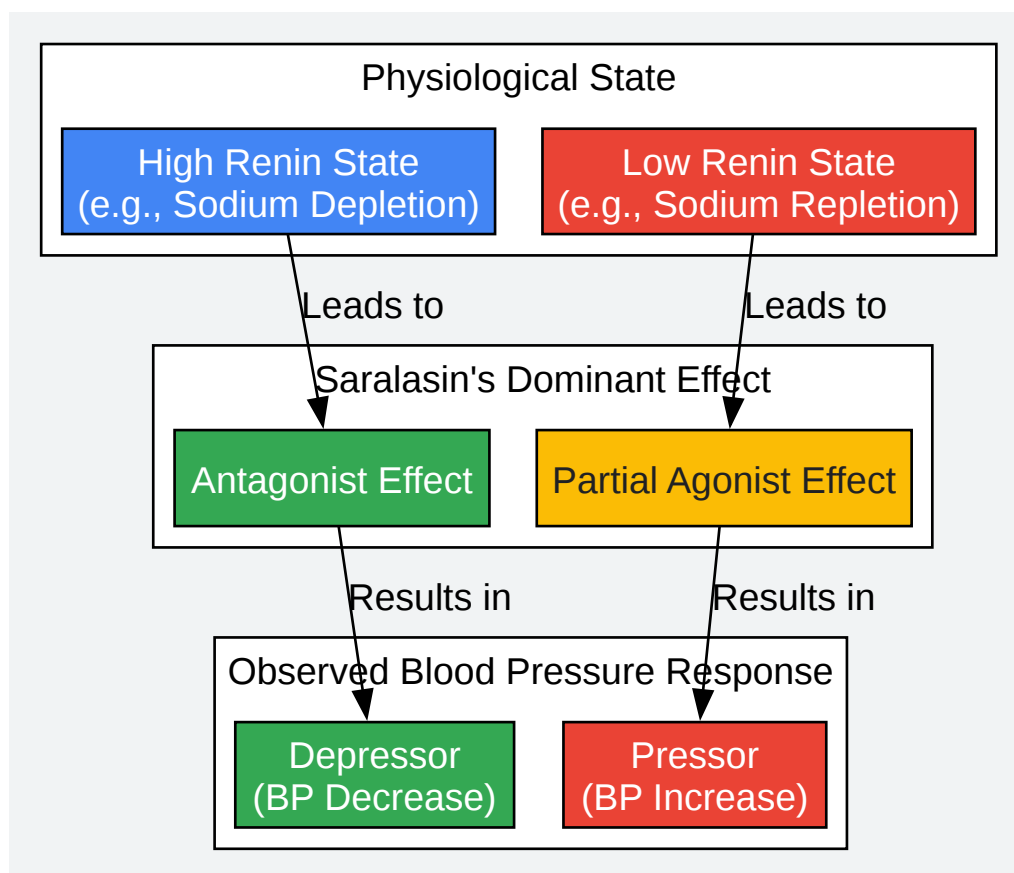 Physiological State
High Renin State
(e.g., Sodium Depletion)
Low Renin State
(e.g., Sodium Repletion)
Leads to
Leads to
Saralasin's Dominant Effect
Antagonist Effect
Partial Agonist Effect
Results in
Results in
Observed Blood Pressure Response
Depressor
(BP Decrease)
Pressor
(BP Increase)